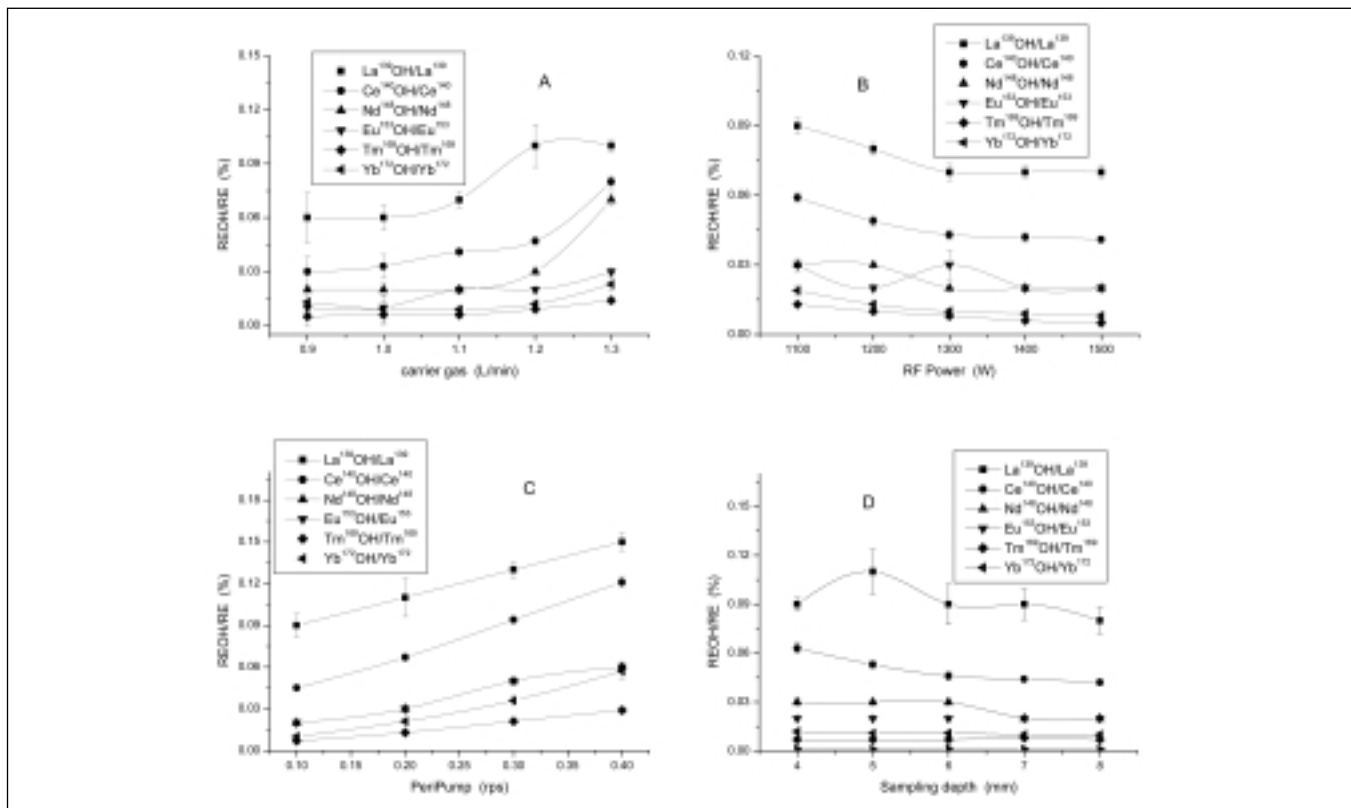 A
La¹³⁹OH/La¹³⁹
Ce¹⁴⁰OH/Ce¹⁴⁰
Nd¹⁴⁶OH/Nd¹⁴⁶
Eu¹⁵³OH/Eu¹⁵³
Tm¹⁶⁹OH/Tm¹⁶⁹
Yb¹⁷²OH/Yb¹⁷²
REOH/RE (%)
0.15
0.12
0.09
0.06
0.03
0.00
0.9 1.0 1.1 1.2 1.3
carrier gas (L/min)
B
La¹³⁹OH/La¹³⁹
Ce¹⁴⁰OH/Ce¹⁴⁰
Nd¹⁴⁶OH/Nd¹⁴⁶
Eu¹⁵³OH/Eu¹⁵³
Tm¹⁶⁹OH/Tm¹⁶⁹
Yb¹⁷²OH/Yb¹⁷²
REOH/RE (%)
0.12
0.09
0.06
0.03
0.00
1100 1200 1300 1400 1500
RF Power (W)
C
La¹³⁹OH/La¹³⁹
Ce¹⁴⁰OH/Ce¹⁴⁰
Nd¹⁴⁶OH/Nd¹⁴⁶
Eu¹⁵³OH/Eu¹⁵³
Tm¹⁶⁹OH/Tm¹⁶⁹
Yb¹⁷²OH/Yb¹⁷²
REOH/RE (%)
0.18
0.15
0.12
0.09
0.06
0.03
0.00
0.10 0.15 0.20 0.25 0.30 0.35 0.40
PeriPump (rps)
D
La¹³⁹OH/La¹³⁹
Ce¹⁴⁰OH/Ce¹⁴⁰
Nd¹⁴⁶OH/Nd¹⁴⁶
Eu¹⁵³OH/Eu¹⁵³
Tm¹⁶⁹OH/Tm¹⁶⁹
Yb¹⁷²OH/Yb¹⁷²
REOH/RE (%)
0.15
0.12
0.09
0.06
0.03
0.00
4 5 6 7 8
Sampling depth (mm)